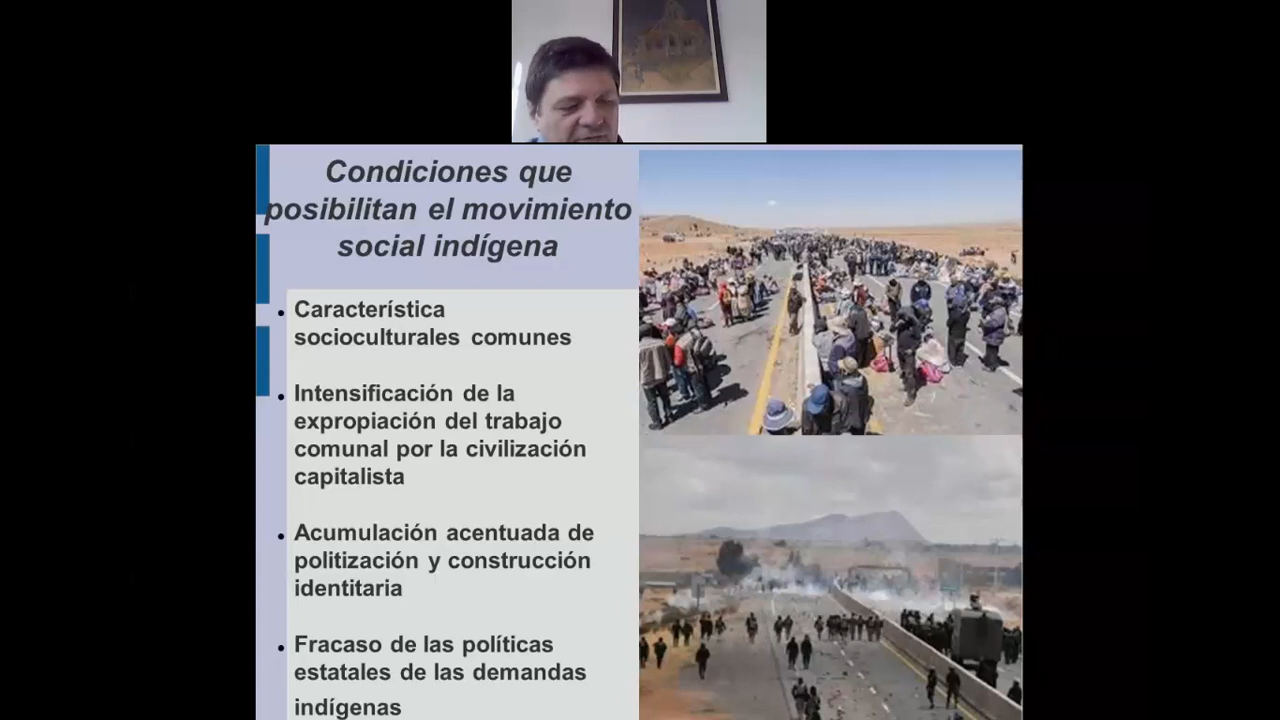 Condiciones que
posibilitan el movimiento
social indígena
• Característica
socioculturales comunes
• Intensificación de la
expropiación del trabajo
comunal por la civilización
capitalista
• Acumulación acentuada de
politización y construcción
identitaria
• Fracaso de las políticas
estatales de las demandas
indígenas